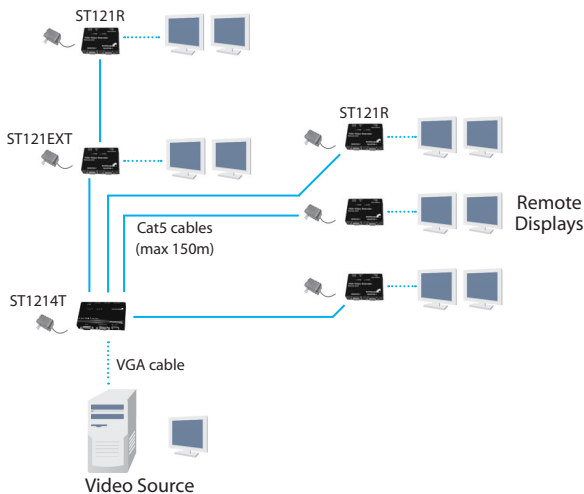 ST121R
ST121EXT
ST121R
Remote
Displays
Cat5 cables
(max 150m)
ST1214T
VGA cable
Video Source